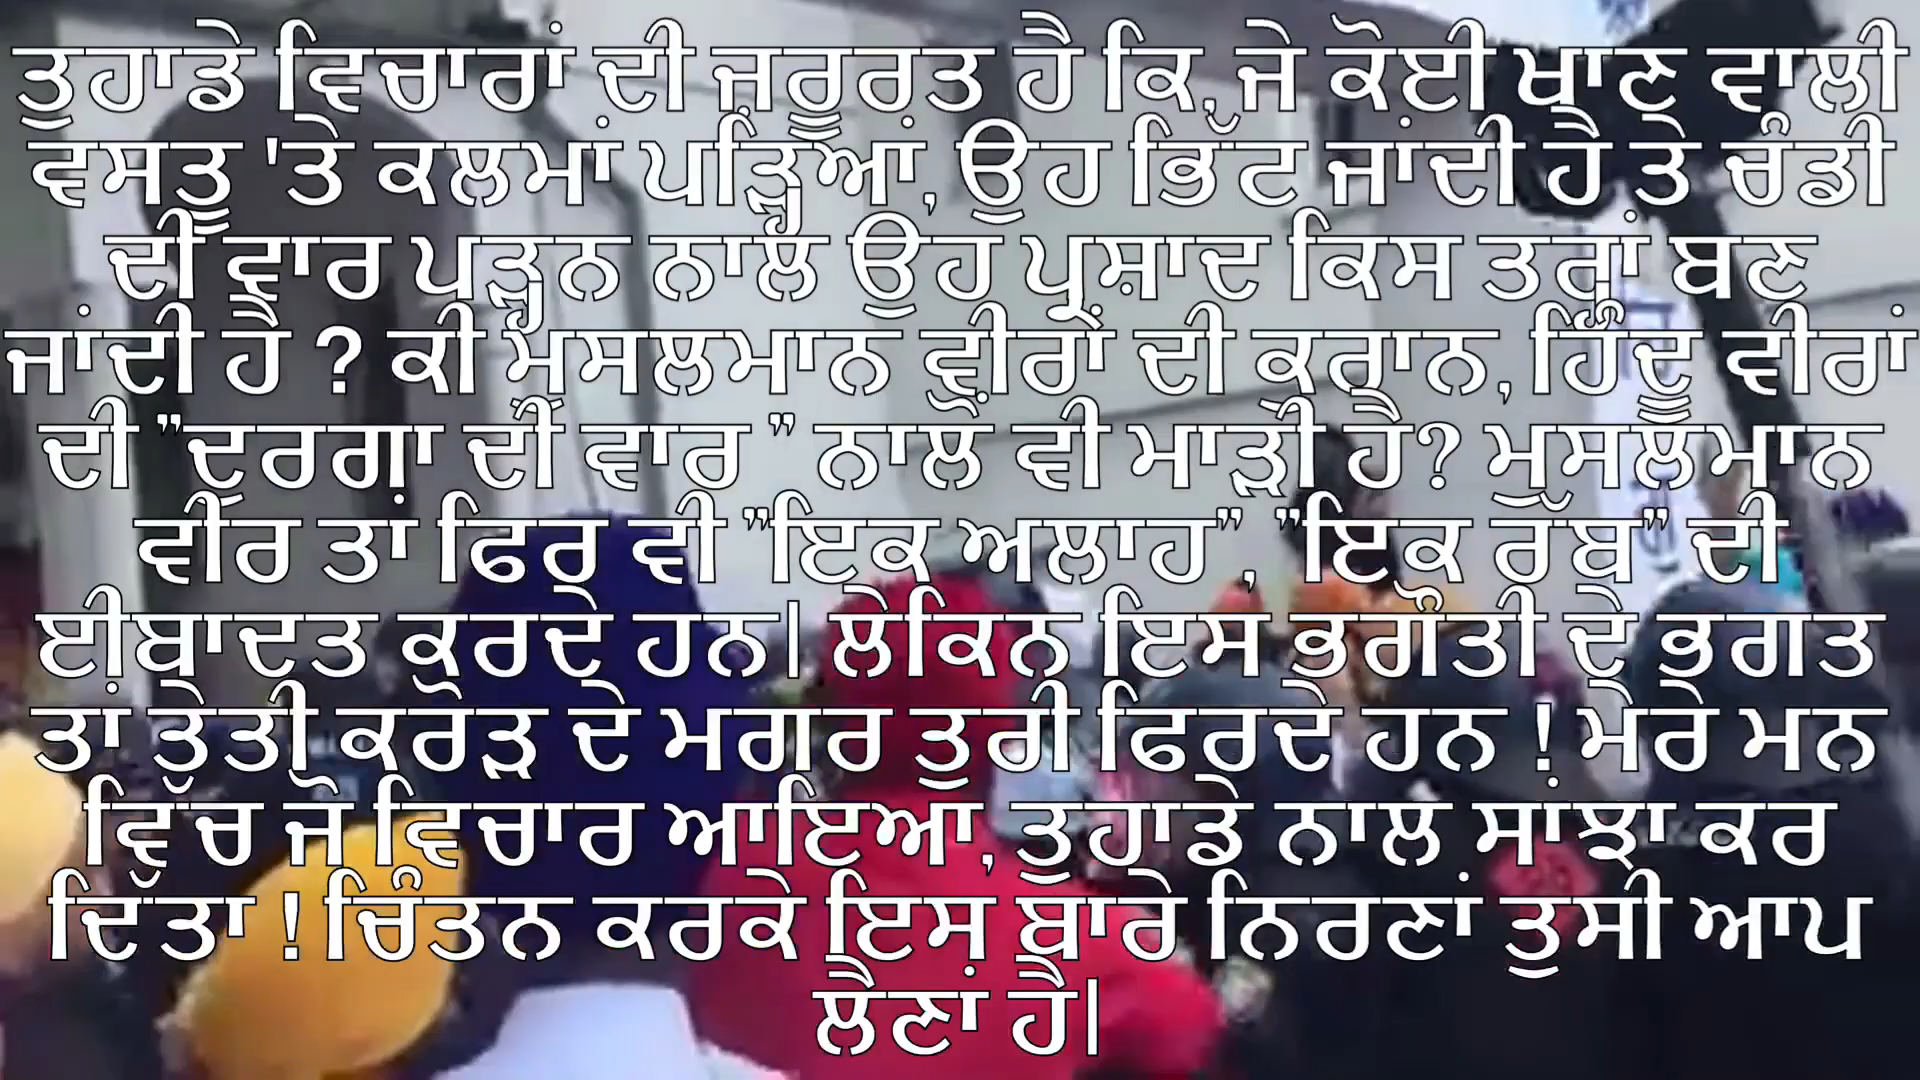 ਤੁਹਾਡੇ ਵਿਚਾਰਾਂ ਦੀ ਜ਼ਰੂਰਤ ਹੈ ਕਿ, ਜੇ ਕੋਈ ਖਾਣ ਵਾਲੀ
ਵਸਤੂ 'ਤੇ ਕਲਮਾਂ ਪੜ੍ਹਿਆਂ, ਉਹ ਭਿੱਟ ਜਾਂਦੀ ਹੈ ਤੇ ਚੰਡੀ
ਦੀ ਵਾਰ ਪੜ੍ਹਨ ਨਾਲ ਉਹ ਪ੍ਰਸ਼ਾਦ ਕਿਸ ਤਰ੍ਹਾਂ ਬਣ
ਜਾਂਦੀ ਹੈ ? ਕੀ ਮੁਸਲਮਾਨ ਵੀਰਾਂ ਦੀ ਕੁਰਾਨ, ਹਿੰਦੂ ਵੀਰਾਂ
ਦੀ "ਦੁਰਗਾ ਦੀ ਵਾਰ " ਨਾਲੋਂ ਵੀ ਮਾੜੀ ਹੈ? ਮੁਸਲਮਾਨ
ਵੀਰ ਤਾਂ ਫਿਰ ਵੀ "ਇਕ ਅਲਾਹ", "ਇਕ ਰੱਬ" ਦੀ
ਈਬਾਦਤ ਕਰਦੇ ਹਨ। ਲੇਕਿਨ ਇਸ ਭਗੌਤੀ ਦੇ ਭਗਤ
ਤਾਂ ਤੇਤੀ ਕਰੋੜ ਦੇ ਮਗਰ ਤੁਰੀ ਫਿਰਦੇ ਹਨ ! ਮੇਰੇ ਮਨ
ਵਿੱਚ ਜੋ ਵਿਚਾਰ ਆਇਆ, ਤੁਹਾਡੇ ਨਾਲ ਸਾਂਝਾ ਕਰ
ਦਿੱਤਾ ! ਚਿੰਤਨ ਕਰਕੇ ਇਸ ਬਾਰੇ ਨਿਰਣਾਂ ਤੁਸੀ ਆਪ
ਲੈਣਾਂ ਹੈ।